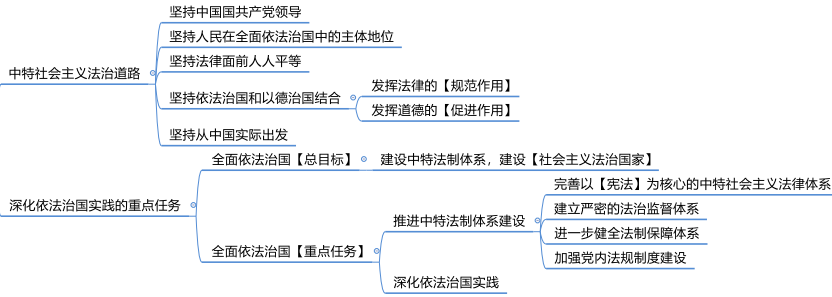 中特社会主义法治道路
坚持中国国共产党领导
坚持人民在全面依法治国中的主体地位
坚持法律面前人人平等
坚持依法治国和以德治国结合
发挥法律的【规范作用】
发挥道德的【促进作用】
坚持从中国实际出发
深化依法治国实践的重点任务
全面依法治国【总目标】
建设中特法制体系，建设【社会主义法治国家】
全面依法治国【重点任务】
推进中特法制体系建设
完善以【宪法】为核心的中特社会主义法律体系
建立严密的法治监督体系
进一步健全法制保障体系
加强党内法规制度建设
深化依法治国实践